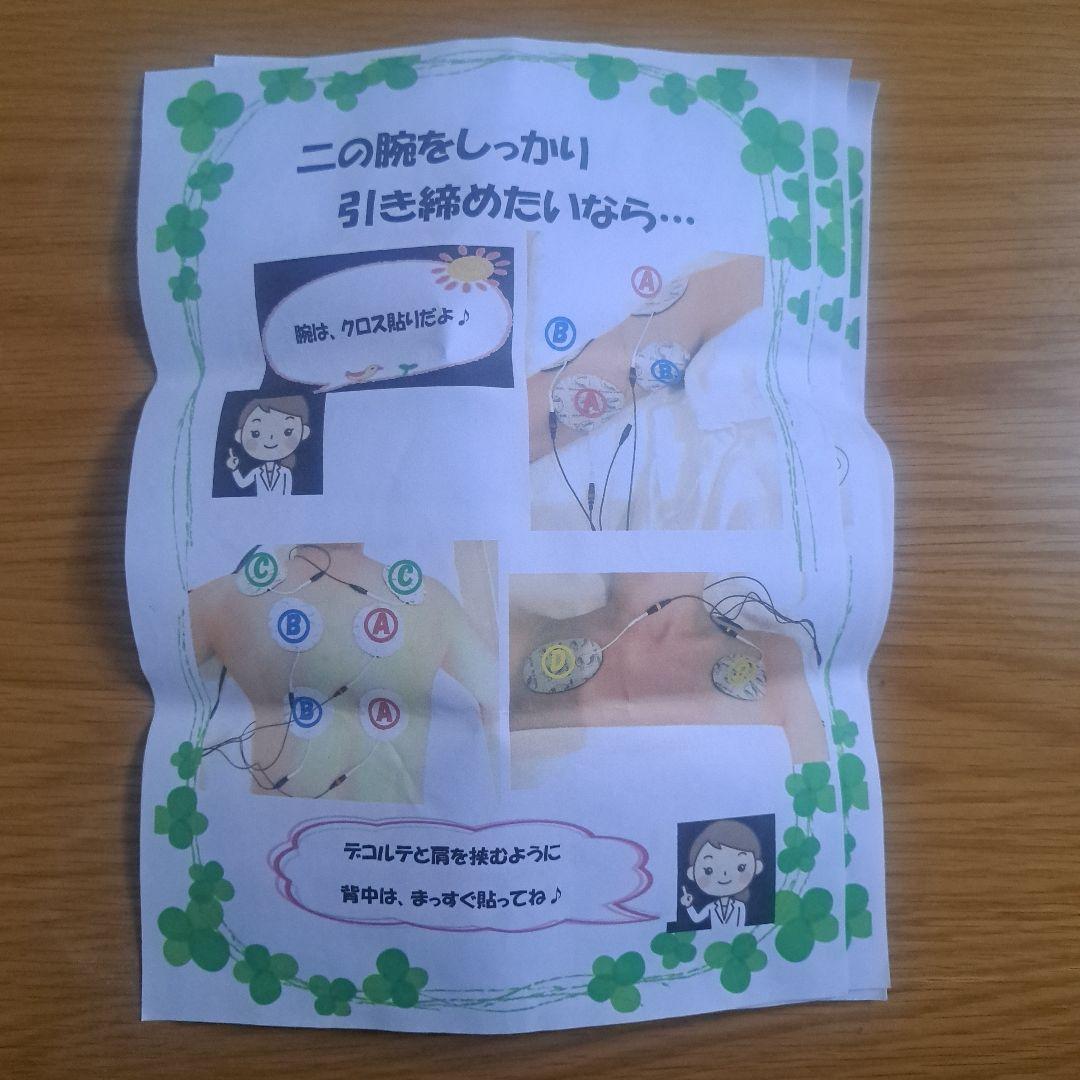 二の腕をしっかり
引き締めたいなら…
腕は、クロス貼りだよ♪
A
B
B
A
C
C
B
A
B
A
D
デコルテと肩を挟むように
背中は、まっすぐ貼ってね♪